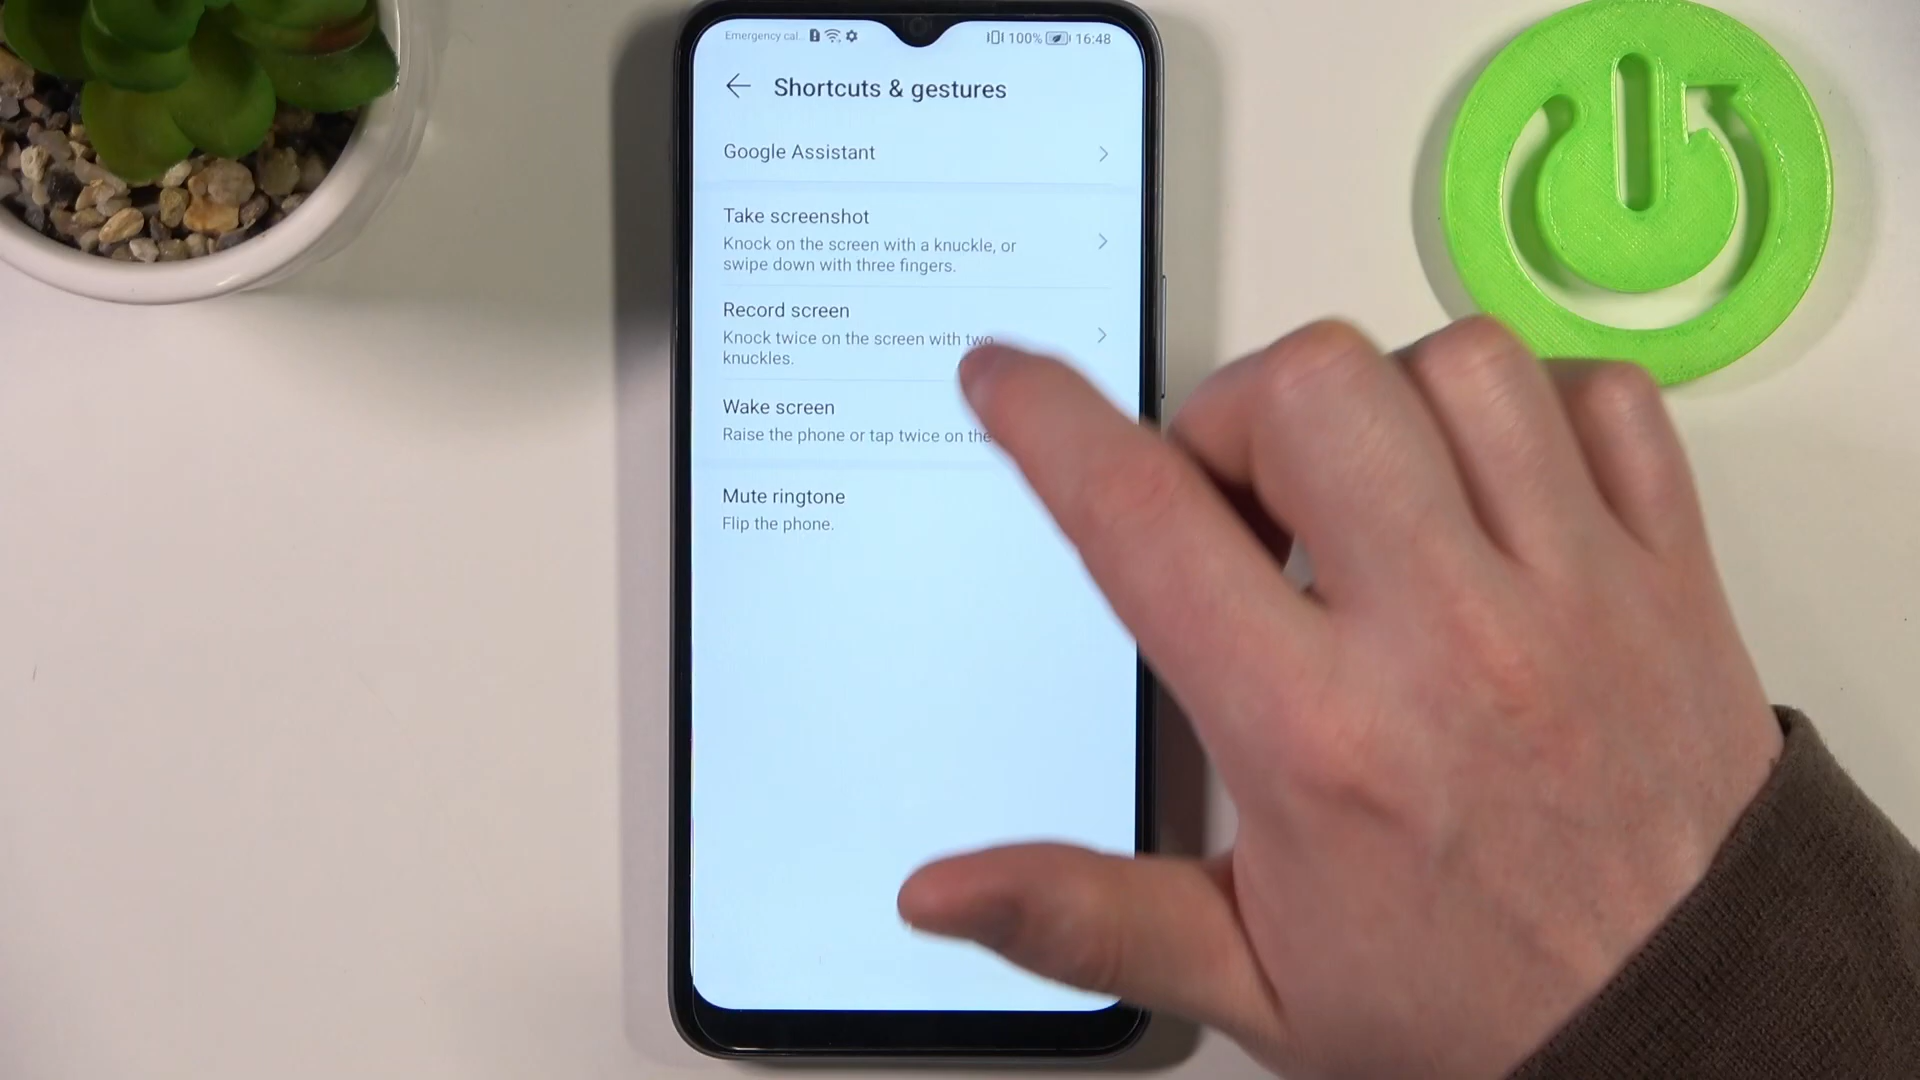 Emergency cal.. 100% 16:48
Shortcuts & gestures
Google Assistant
Take screenshot
Knock on the screen with a knuckle, or
swipe down with three fingers.
Record screen
Knock twice on the screen with two
knuckles.
Wake screen
Raise the phone or tap twice on the
Mute ringtone
Flip the phone.